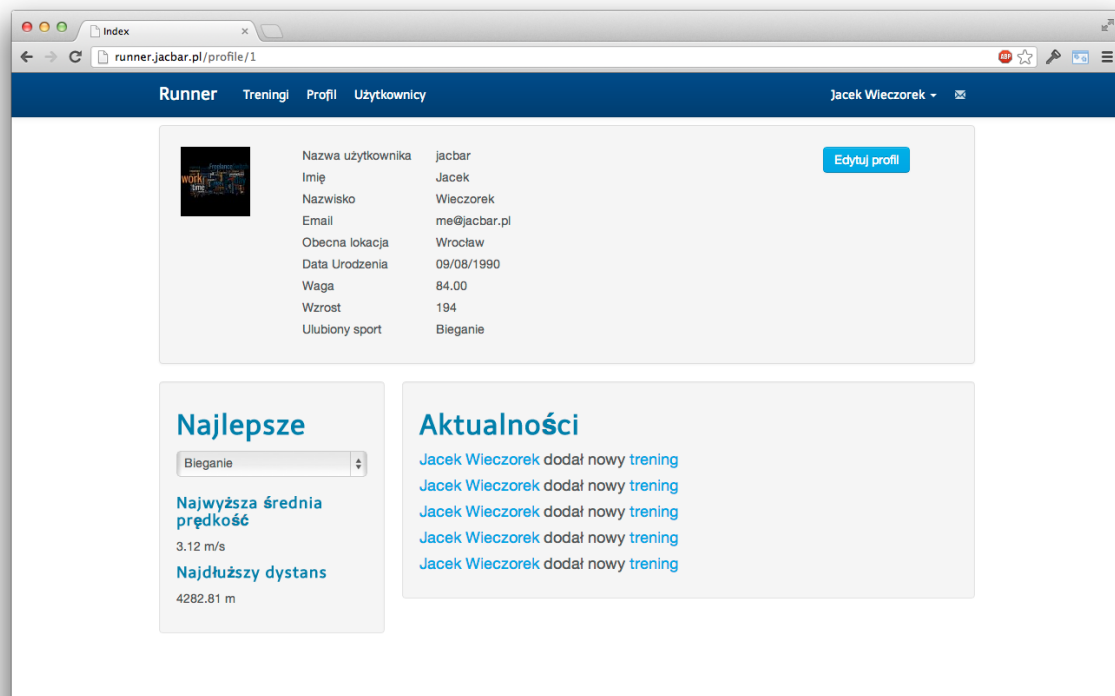 Index
runner.jacbar.pl/profile/1
ABP
Runner Treningi Profil Użytkownicy Jacek Wieczorek
work Freelance
time
Nazwa użytkownika jacbar
Edytuj profil
Imię Jacek
Nazwisko Wieczorek
Email me@jacbar.pl
Obecna lokacja Wrocław
Data Urodzenia 09/08/1990
Waga 84.00
Wzrost 194
Ulubiony sport Bieganie
Najlepsze
Bieganie
Najwyższa średnia
prędkość
3.12 m/s
Najdłuższy dystans
4282.81 m
Aktualności
Jacek Wieczorek dodał nowy trening
Jacek Wieczorek dodał nowy trening
Jacek Wieczorek dodał nowy trening
Jacek Wieczorek dodał nowy trening
Jacek Wieczorek dodał nowy trening